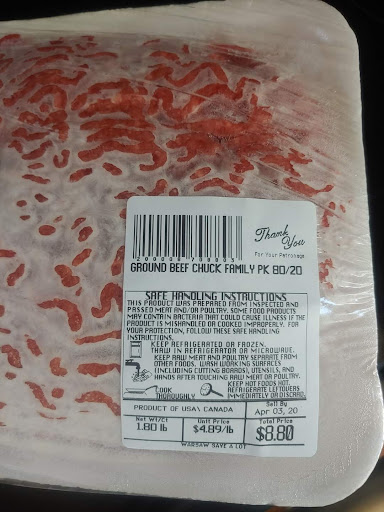 Thank
You
For Your Patronage
GROUND BEEF CHUCK FAMILY PK 80/20
SAFE HANDLING INSTRUCTIONS
THIS PRODUCT WAS PREPARED FROM INSPECTED AND
PASSED MEAT AND/OR POULTRY. SOME FOOD PRODUCTS
MAY CONTAIN BACTERIA THAT COULD CAUSE ILLNESS IF THE
PRODUCT IS MISHANDLED OR COOKED IMPROPERLY. FOR
YOUR PROTECTION, FOLLOW THESE SAFE HANDLING
INSTRUCTIONS.
KEEP REFRIGERATED OR FROZEN.
THAW IN REFRIGERATOR OR MICROWAVE.
KEEP RAW MEAT AND POULTRY SEPARATE FROM
OTHER FOODS. WASH WORKING SURFACES
(INCLUDING CUTTING BOARDS), UTENSILS, AND
HANDS AFTER TOUCHING RAW MEAT OR POULTRY.
COOK
THOROUGHLY
KEEP HOT FOODS HOT.
REFRIGERATE LEFTOVERS
IMMEDIATELY OR DISCARD.
PRODUCT OF USA\ CANADA
Sell By
Apr 03, 20
Net Wt/Ct
1.80 lb
Unit Price
$4.89/lb
Total Price
$8.80
WARSAW SAVE A LOT